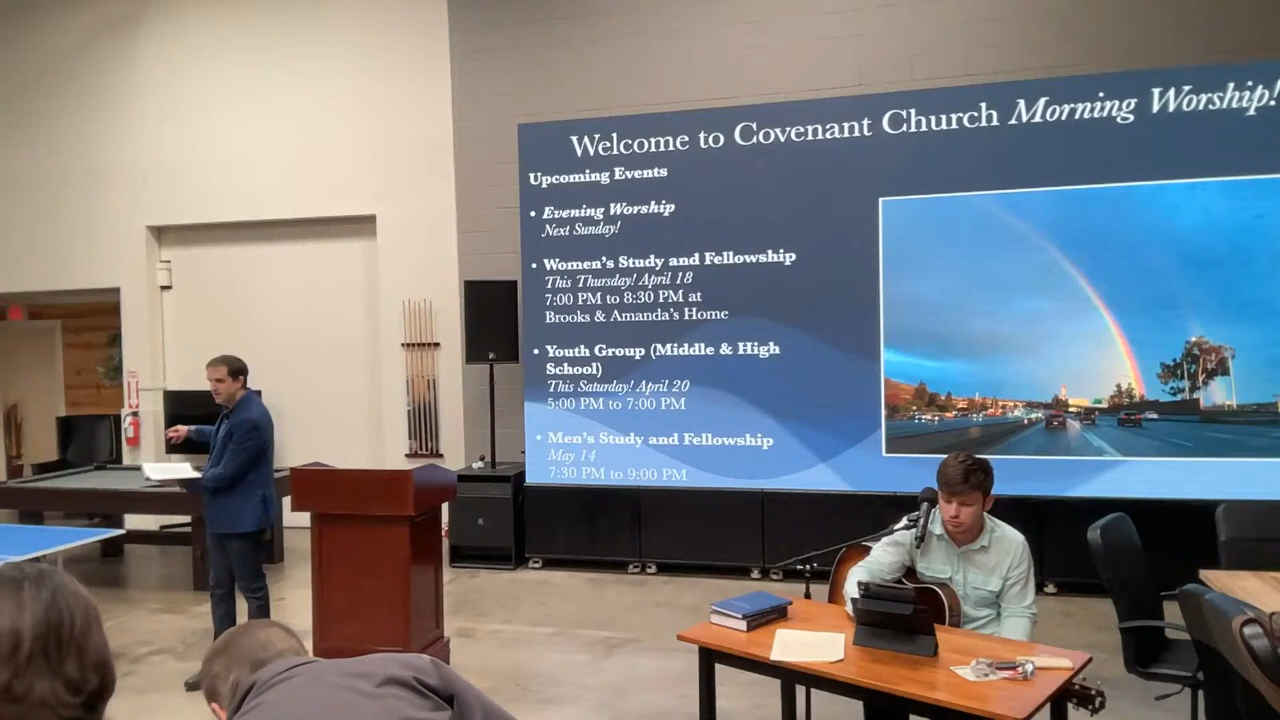 Welcome to Covenant Church Morning Worship!
Upcoming Events
• Evening Worship
Next Sunday!
• Women's Study and Fellowship
This Thursday! April 18
7:00 PM to 8:30 PM at
Brooks & Amanda's Home
• Youth Group (Middle & High
School)
This Saturday! April 20
5:00 PM to 7:00 PM
• Men's Study and Fellowship
May 14
7:30 PM to 9:00 PM